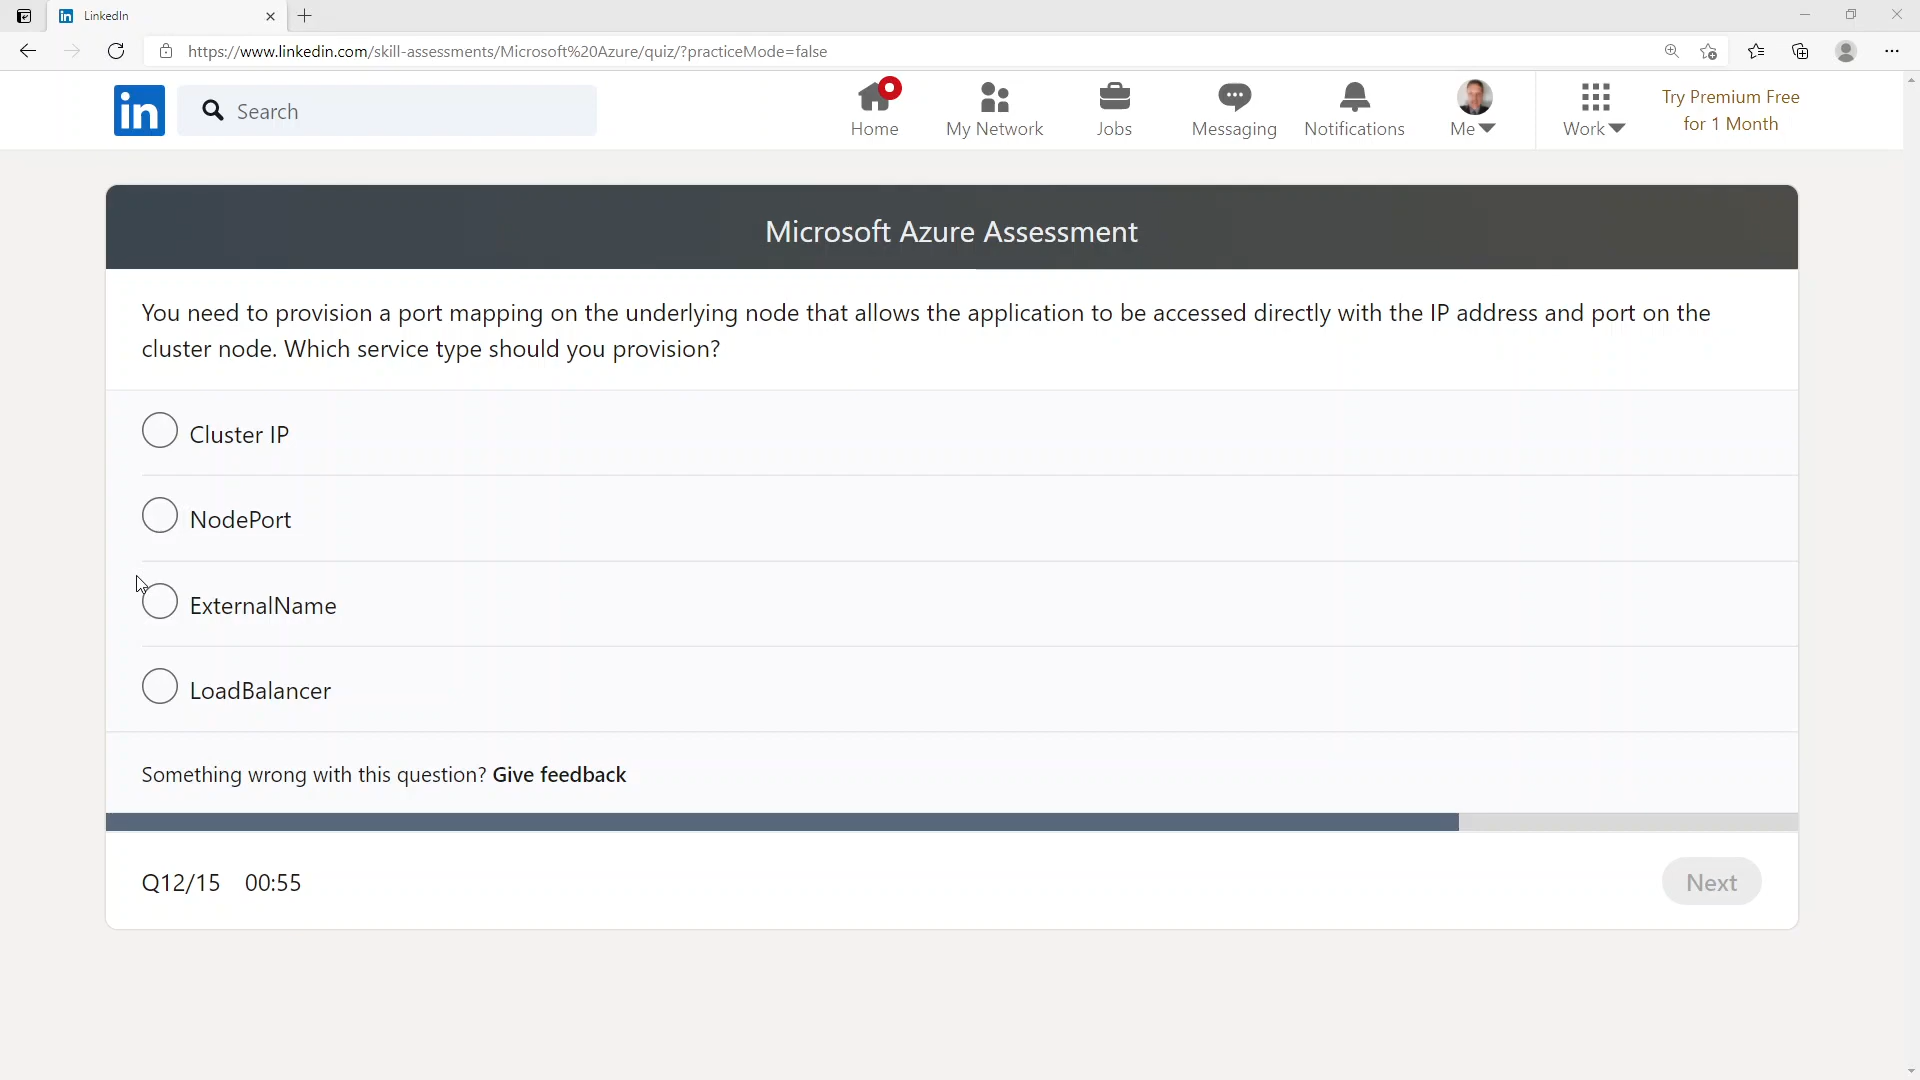 LinkedIn
https://www.linkedin.com/skill-assessments/Microsoft%20Azure/quiz/?practiceMode=false
in
Search
Home
My Network
Jobs
Messaging
Notifications
Me
Work
Try Premium Free
for 1 Month
Microsoft Azure Assessment
You need to provision a port mapping on the underlying node that allows the application to be accessed directly with the IP address and port on the
cluster node. Which service type should you provision?
Cluster IP
NodePort
ExternalName
LoadBalancer
Something wrong with this question? Give feedback
Q12/15 00:55
Next